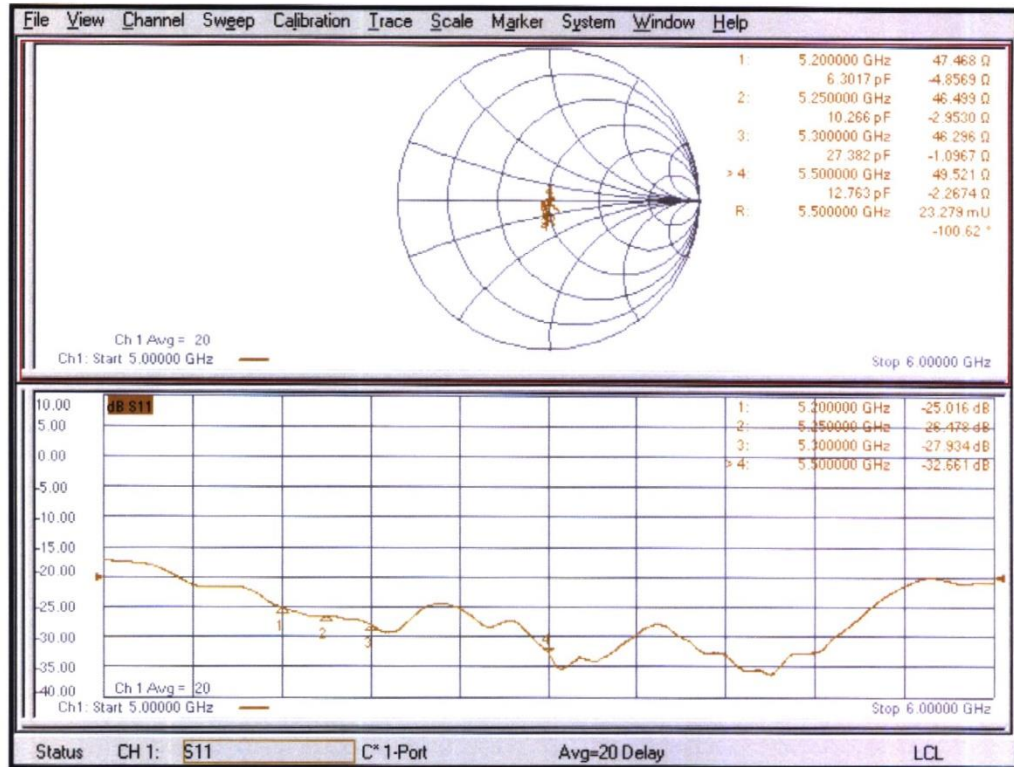 File View Channel Sweep Calibration Trace Scale Marker System Window Help
1: 5.200000 GHz 47.468 Ω
6.3017 pF -4.8569 Ω
2: 5.250000 GHz 46.499 Ω
10.266 pF -2.9530 Ω
3: 5.300000 GHz 46.296 Ω
27.382 pF -1.0967 Ω
> 4: 5.500000 GHz 49.521 Ω
12.763 pF -2.2674 Ω
R: 5.500000 GHz 23.279 mU
-100.62 °
Ch 1 Avg = 20
Ch1: Start 5.00000 GHz
Stop 6.00000 GHz
10.00
5.00
0.00
-5.00
-10.00
-15.00
-20.00
-25.00
-30.00
-35.00
-40.00
dB S11
1: 5.200000 GHz -25.016 dB
2: 5.250000 GHz -26.478 dB
3: 5.300000 GHz -27.934 dB
> 4: 5.500000 GHz -32.661 dB
1
2
3
4
Ch 1 Avg = 20
Ch1: Start 5.00000 GHz
Stop 6.00000 GHz
Status CH 1: S11 C* 1-Port Avg=20 Delay LCL